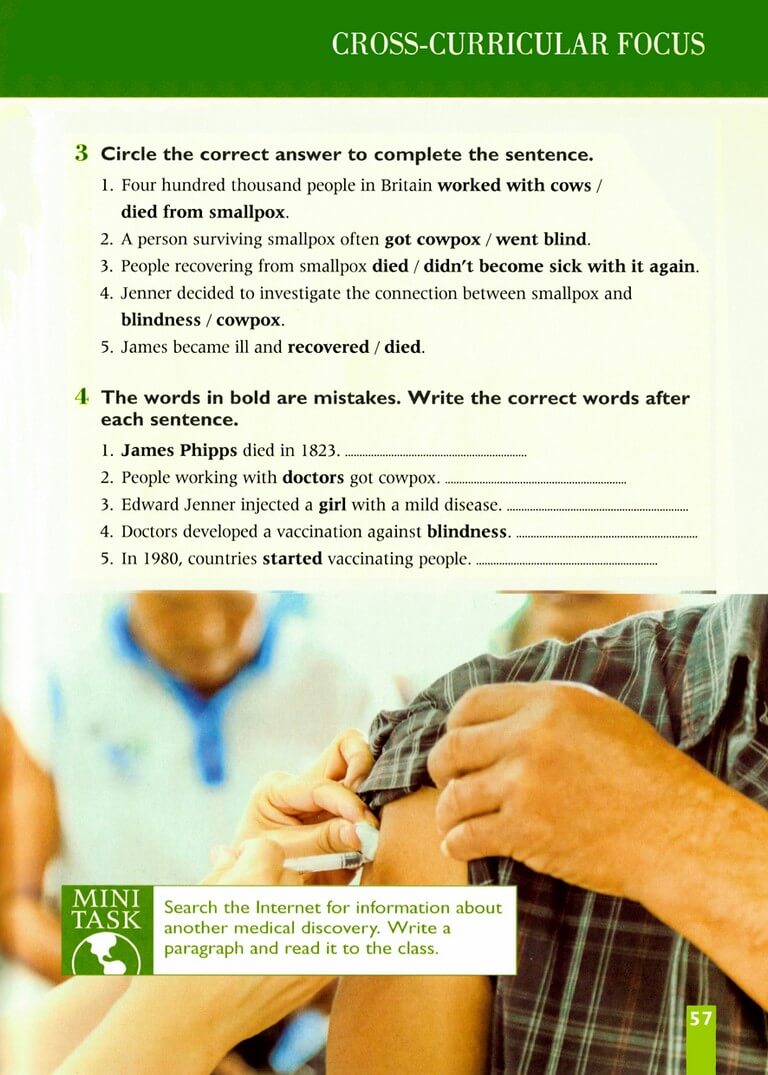 CROSS-CURRICULAR FOCUS
3 Circle the correct answer to complete the sentence.
1. Four hundred thousand people in Britain worked with cows /
died from smallpox.
2. A person surviving smallpox often got cowpox / went blind.
3. People recovering from smallpox died / didn't become sick with it again.
4. Jenner decided to investigate the connection between smallpox and
blindness / cowpox.
5. James became ill and recovered / died.
4 The words in bold are mistakes. Write the correct words after
each sentence.
1. James Phipps died in 1823. ............................................................
2. People working with doctors got cowpox. ............................................................
3. Edward Jenner injected a girl with a mild disease. ............................................................
4. Doctors developed a vaccination against blindness. ............................................................
5. In 1980, countries started vaccinating people. ............................................................
MINI
TASK
Search the Internet for information about
another medical discovery. Write a
paragraph and read it to the class.
57